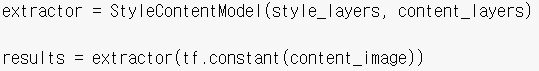 extractor = StyleContentModel(style_layers, content_layers)
results = extractor(tf.constant(content_image))